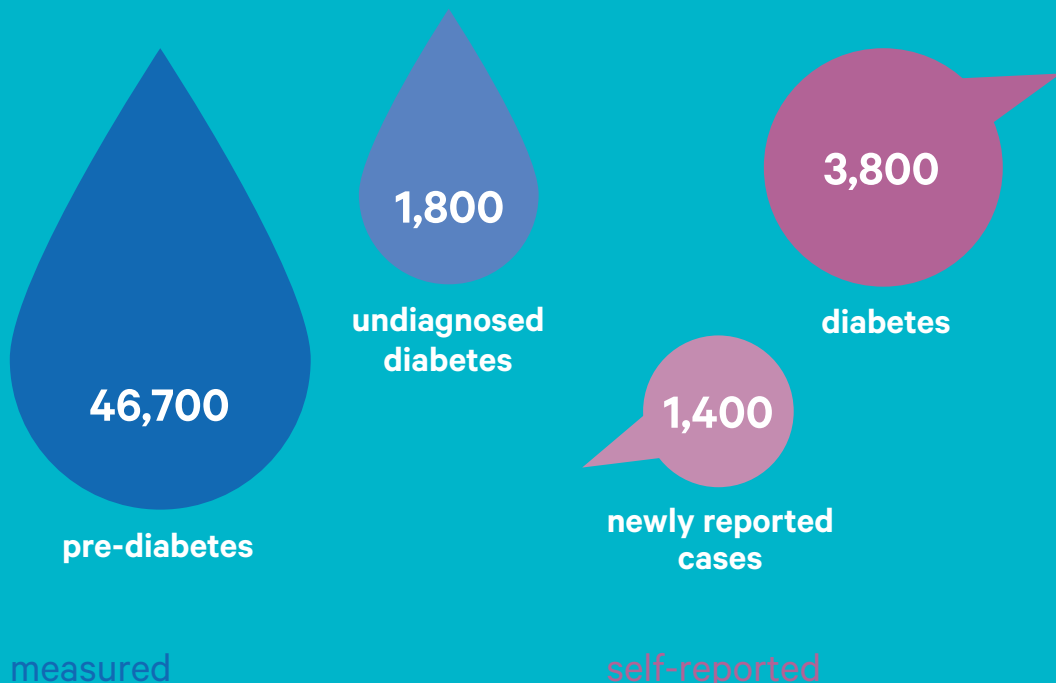 46,700
pre-diabetes
1,800
undiagnosed
diabetes
3,800
diabetes
1,400
newly reported
cases
measured
self-reported